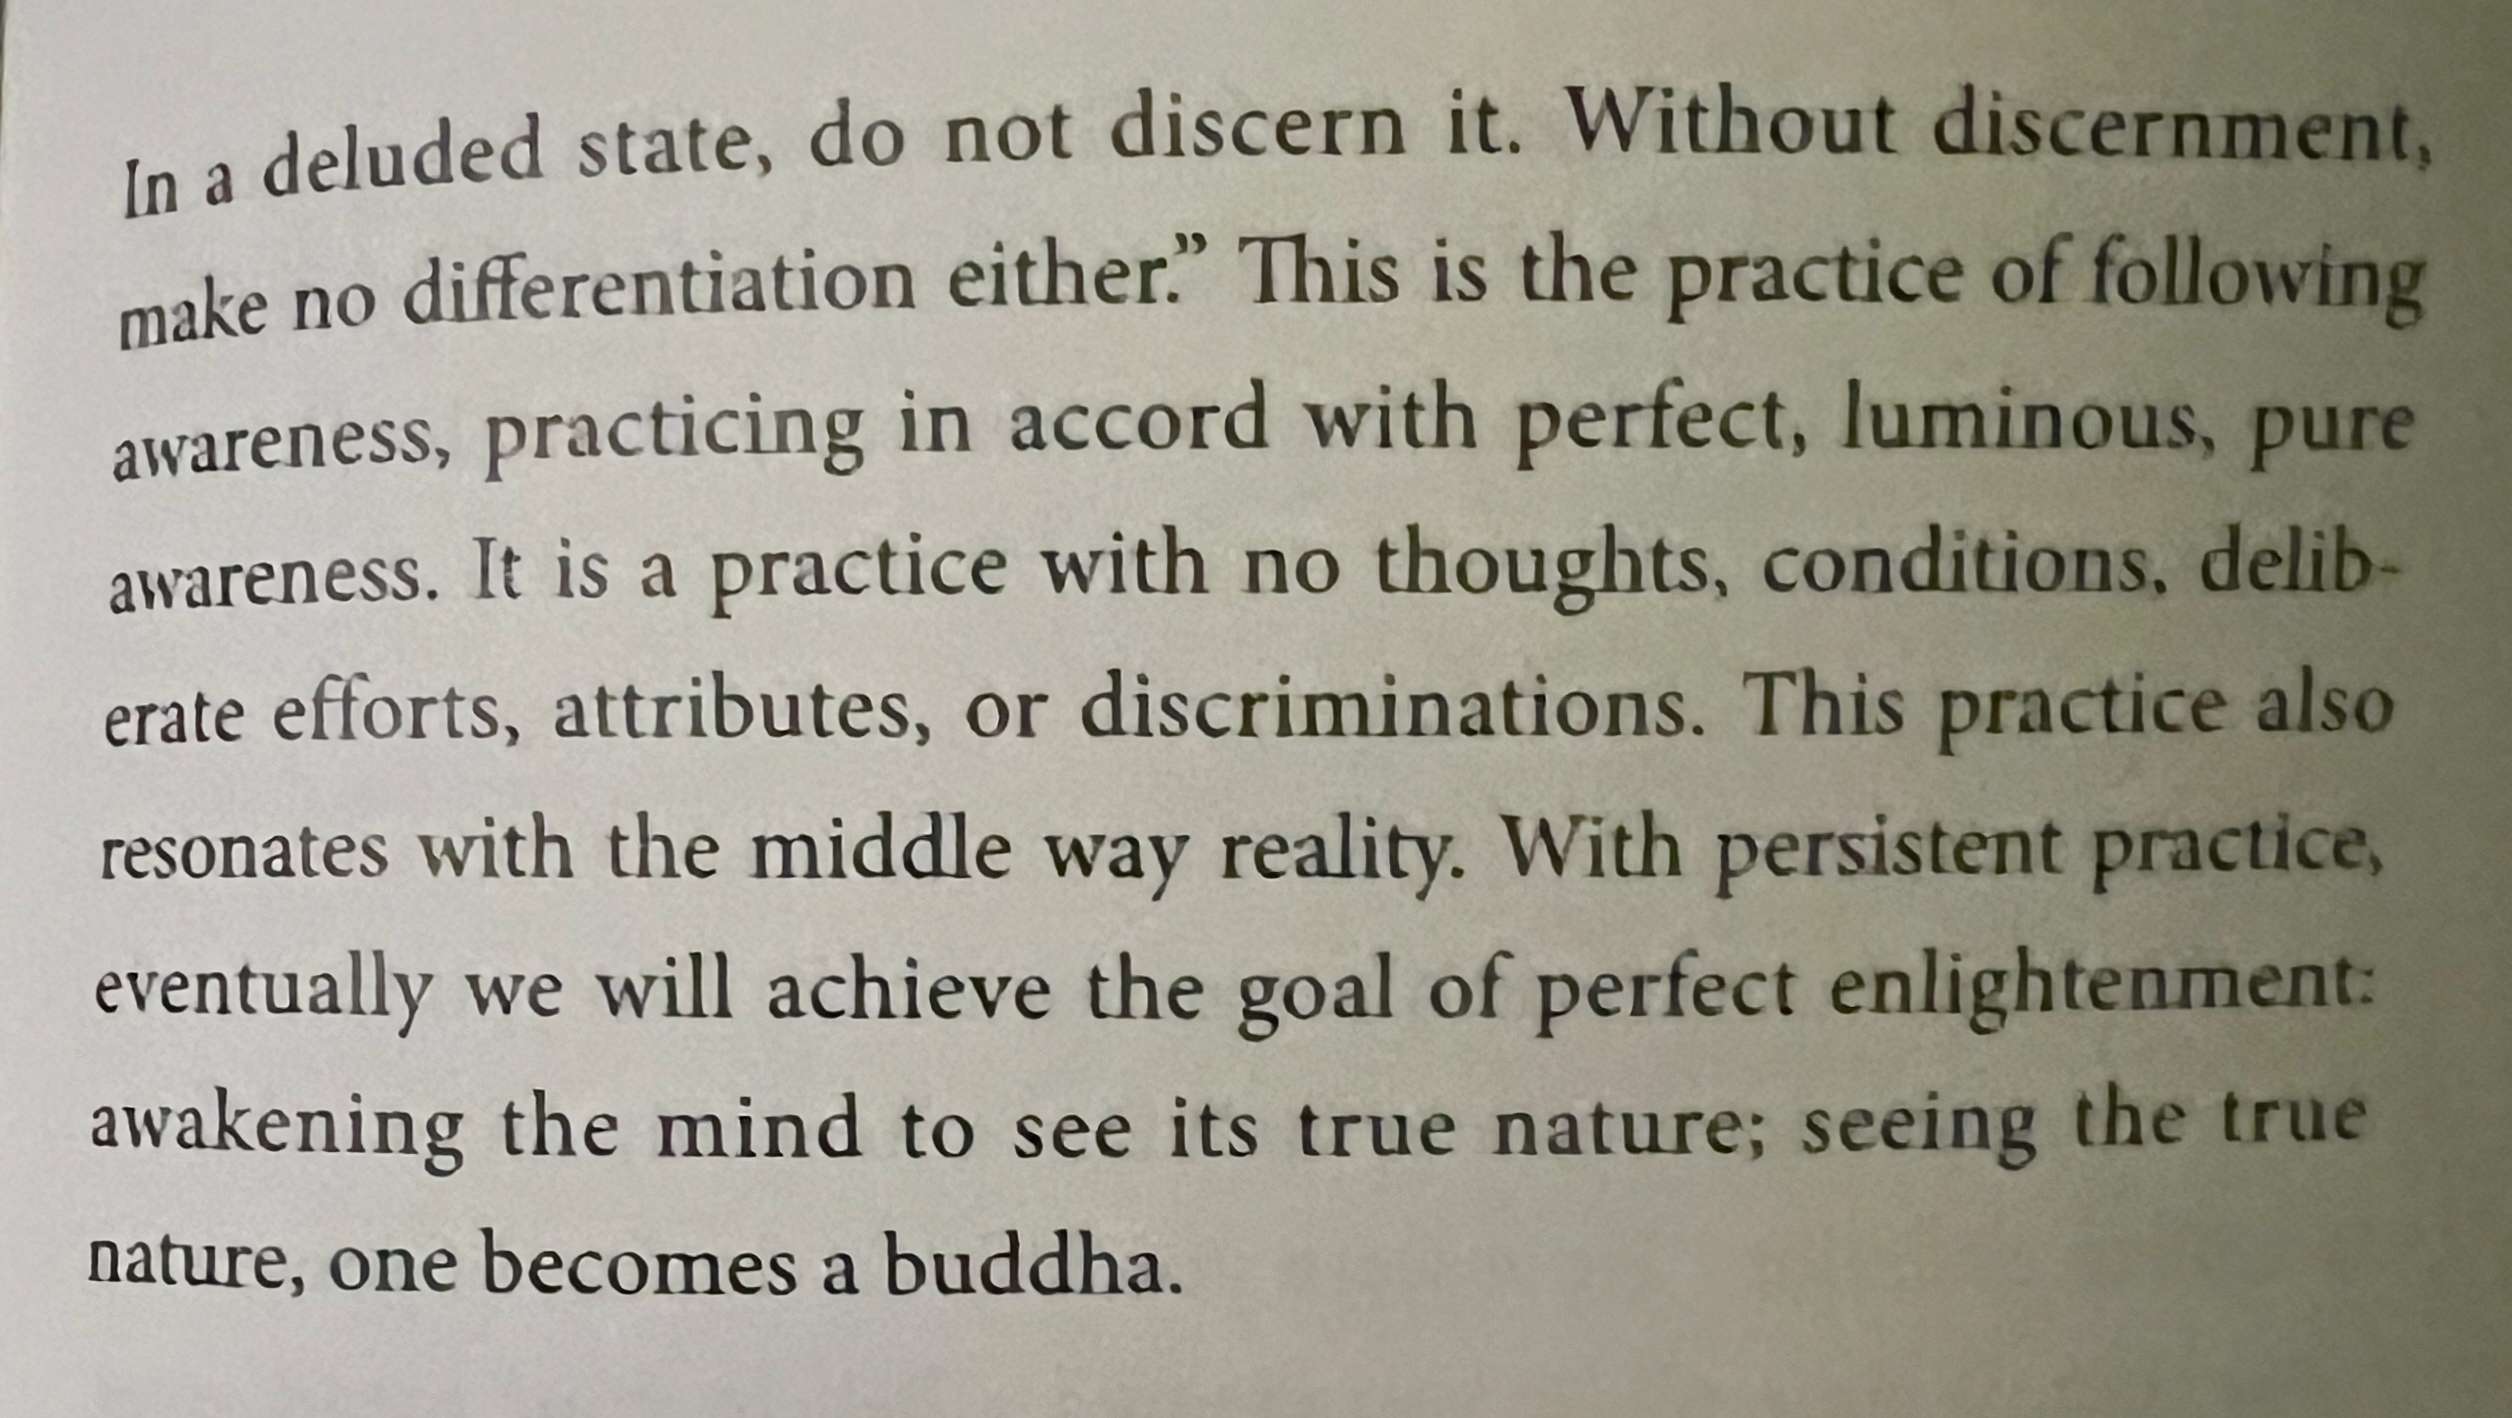 In a deluded state, do not discern it. Without discernment,
make no differentiation either.” This is the practice of following
awareness, practicing in accord with perfect, luminous, pure
awareness. It is a practice with no thoughts, conditions, delib-
erate efforts, attributes, or discriminations. This practice also
resonates with the middle way reality. With persistent practice,
eventually we will achieve the goal of perfect enlightenment:
awakening the mind to see its true nature; seeing the true
nature, one becomes a buddha.